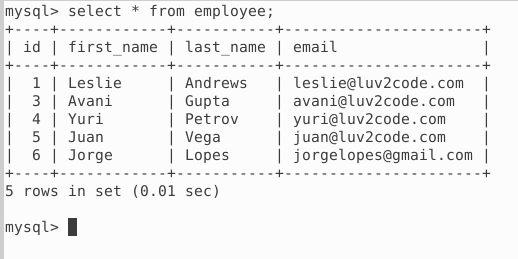 mysql> select * from employee;
+----+------------+-----------+----------------------+
| id | first_name | last_name | email                |
+----+------------+-----------+----------------------+
|  1 | Leslie     | Andrews   | leslie@luv2code.com  |
|  3 | Avani      | Gupta     | avani@luv2code.com   |
|  4 | Yuri       | Petrov    | yuri@luv2code.com    |
|  5 | Juan       | Vega      | juan@luv2code.com    |
|  6 | Jorge      | Lopes     | jorgelopes@gmail.com |
+----+------------+-----------+----------------------+
5 rows in set (0.01 sec)
mysql>